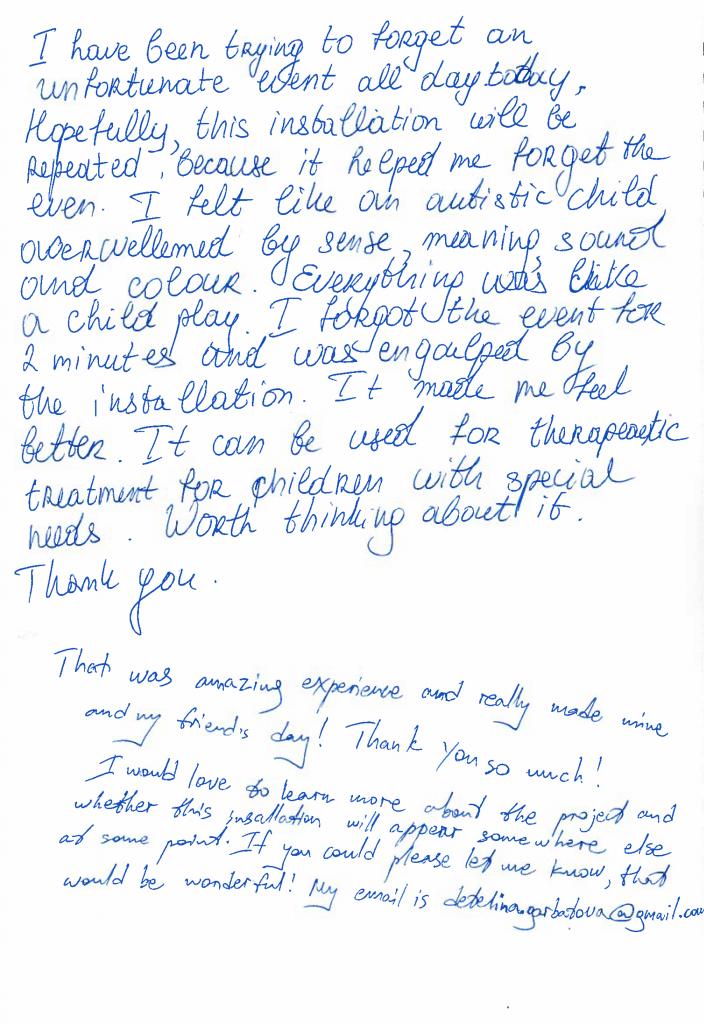 I have been trying to forget an
unfortunate event all day today.
Hopefully, this installation will be
repeated, because it helped me forget the
even. I felt like an autistic child
overwellemed by sense, meaning, sound
and colour. Everything was like
a child play. I forgot the event for
2 minutes and was engoulped by
the installation. It made me feel
better. It can be used for therapeutic
treatment for children with special
needs. Worth thinking about it.
Thank you.
That was amazing experience and really made mine
and my friend's day! Thank you so much!
I would love to learn more about the project and
whether this insallation will appear somewhere else
at some point. If you could please let me know, that
would be wonderful! My email is detelina.garbatova@gmail.com